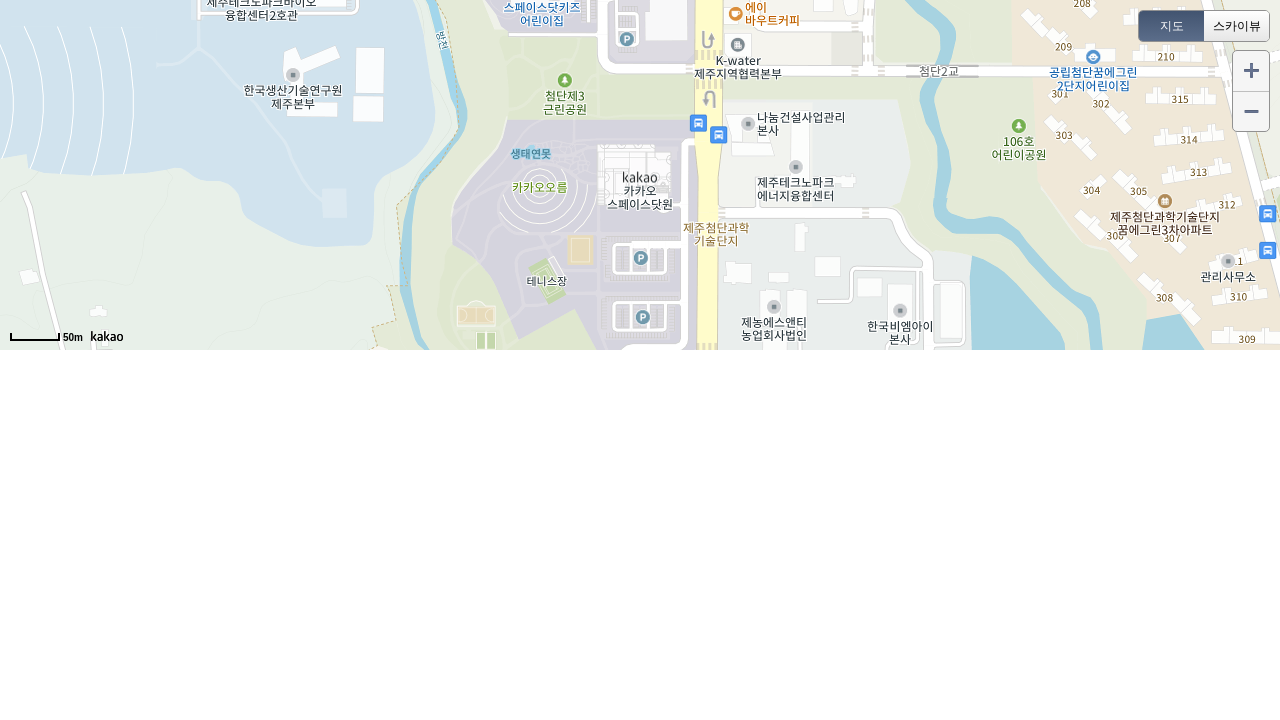 제주테크노파크바이오
융합센터2호관
스페이스닷키즈
어린이집
에이
바우트커피
208
지도
스카이뷰
방천
K-water
제주지역협력본부
첨단2교
209
210
공립첨단꿈에그린
2단지어린이집
한국생산기술연구원
제주본부
첨단제3
근린공원
301
302
315
나눔건설사업관리
본사
303
314
106호
어린이공원
생태연못
카카오오름
kakao
카카오
스페이스닷원
제주테크노파크
에너지융합센터
313
304
305
312
제주첨단과학기술단지
꿈에그린3차아파트
306
307
제주첨단과학
기술단지
테니스장
관리사무소
308
310
제농에스앤티
농업회사법인
한국비엠아이
본사
309
50m
kakao